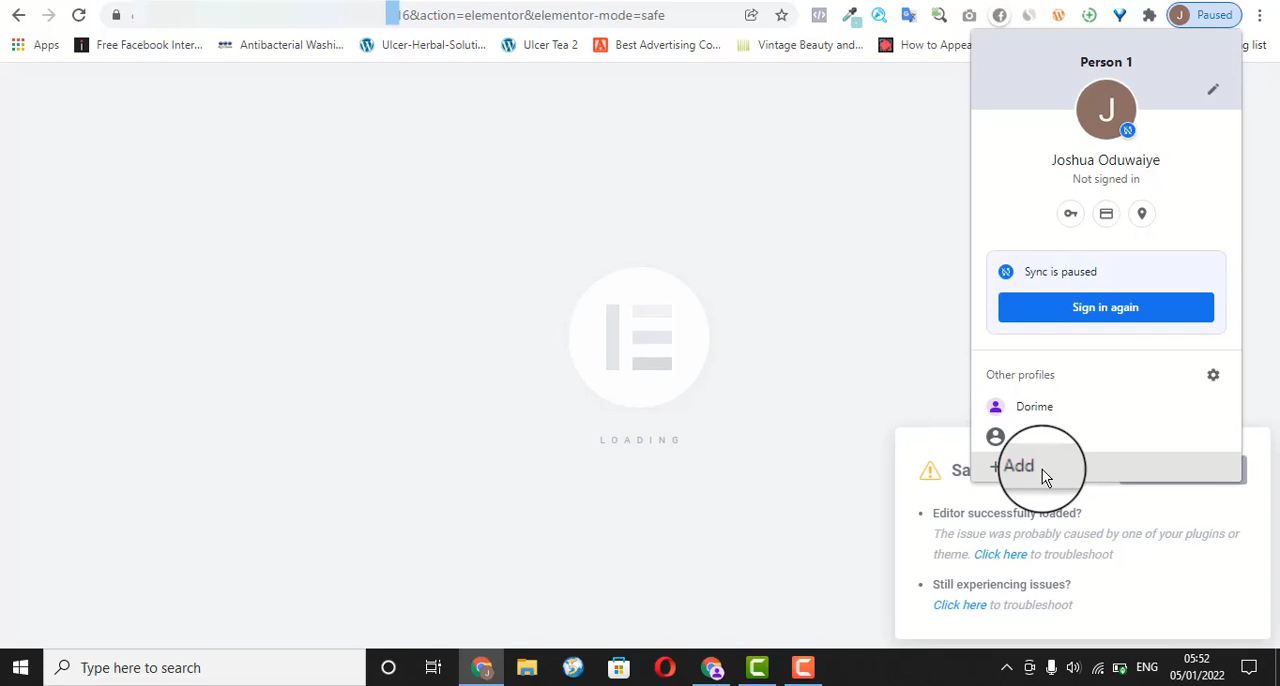 16&action=elementor&elementor-mode=safe
J Paused
Apps Free Facebook Inter... Antibacterial Washi... Ulcer-Herbal-Soluti... Ulcer Tea 2 Best Advertising Co... Vintage Beauty and... How to Appea g list
Person 1
J
Joshua Oduwaiye
Not signed in
Sync is paused
Sign in again
Other profiles
Dorime
+ Add
LOADING
Sa
Editor successfully loaded?
The issue was probably caused by one of your plugins or
theme. Click here to troubleshoot
Still experiencing issues?
Click here to troubleshoot
Type here to search
ENG
05:52
05/01/2022